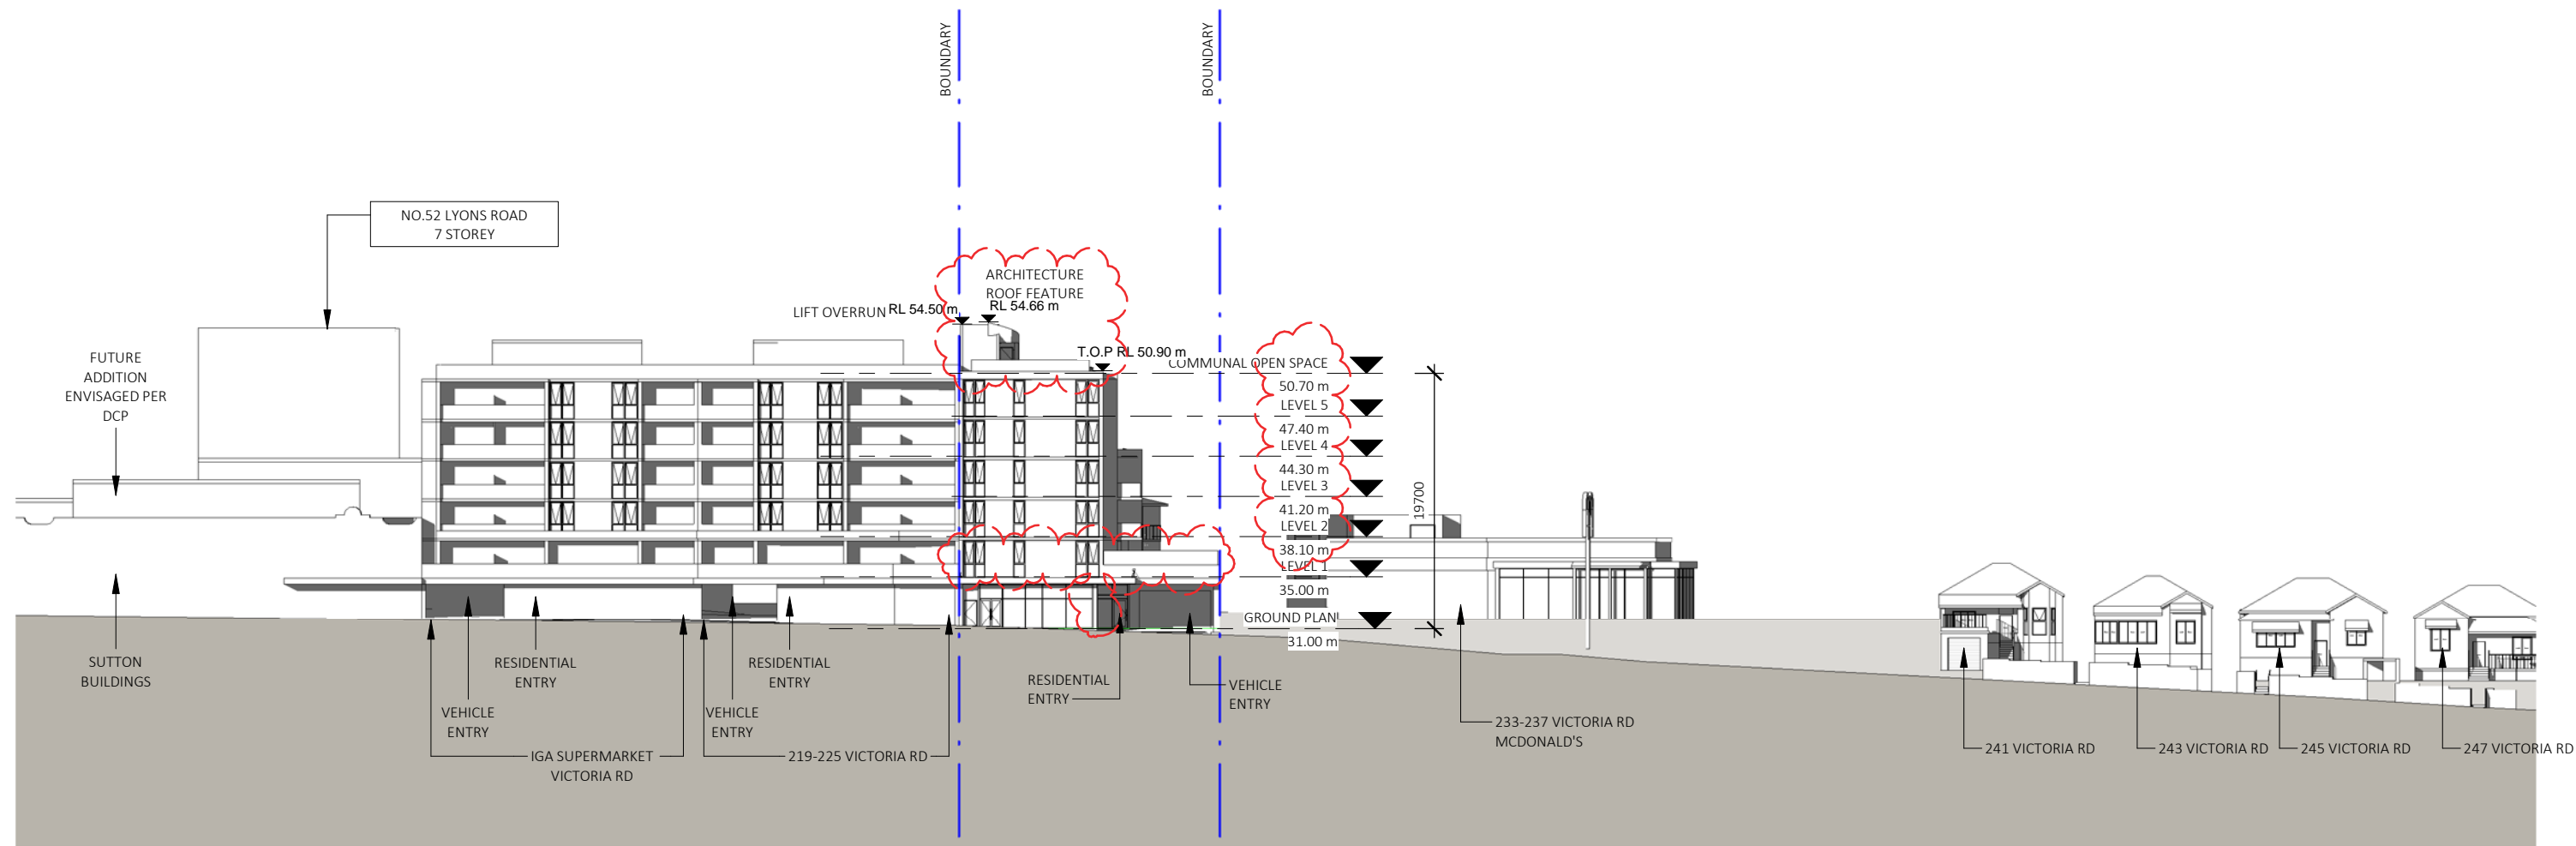 BOUNDARY
BOUNDARY
NO.52 LYONS ROAD
7 STOREY
ARCHITECTURE
ROOF FEATURE
LIFT OVERRUN RL 54.50 m
RL 54.66 m
T.O.P RL 50.90 m
COMMUNAL OPEN SPACE
50.70 m
LEVEL 5
47.40 m
LEVEL 4
44.30 m
LEVEL 3
41.20 m
LEVEL 2
38.10 m
LEVEL 1
35.00 m
GROUND PLAN
31.00 m
19700
FUTURE
ADDITION
ENVISAGED PER
DCP
SUTTON
BUILDINGS
VEHICLE
ENTRY
RESIDENTIAL
ENTRY
IGA SUPERMARKET
VICTORIA RD
VEHICLE
ENTRY
RESIDENTIAL
ENTRY
219-225 VICTORIA RD
RESIDENTIAL
ENTRY
VEHICLE
ENTRY
233-237 VICTORIA RD
MCDONALD'S
241 VICTORIA RD
243 VICTORIA RD
245 VICTORIA RD
247 VICTORIA RD